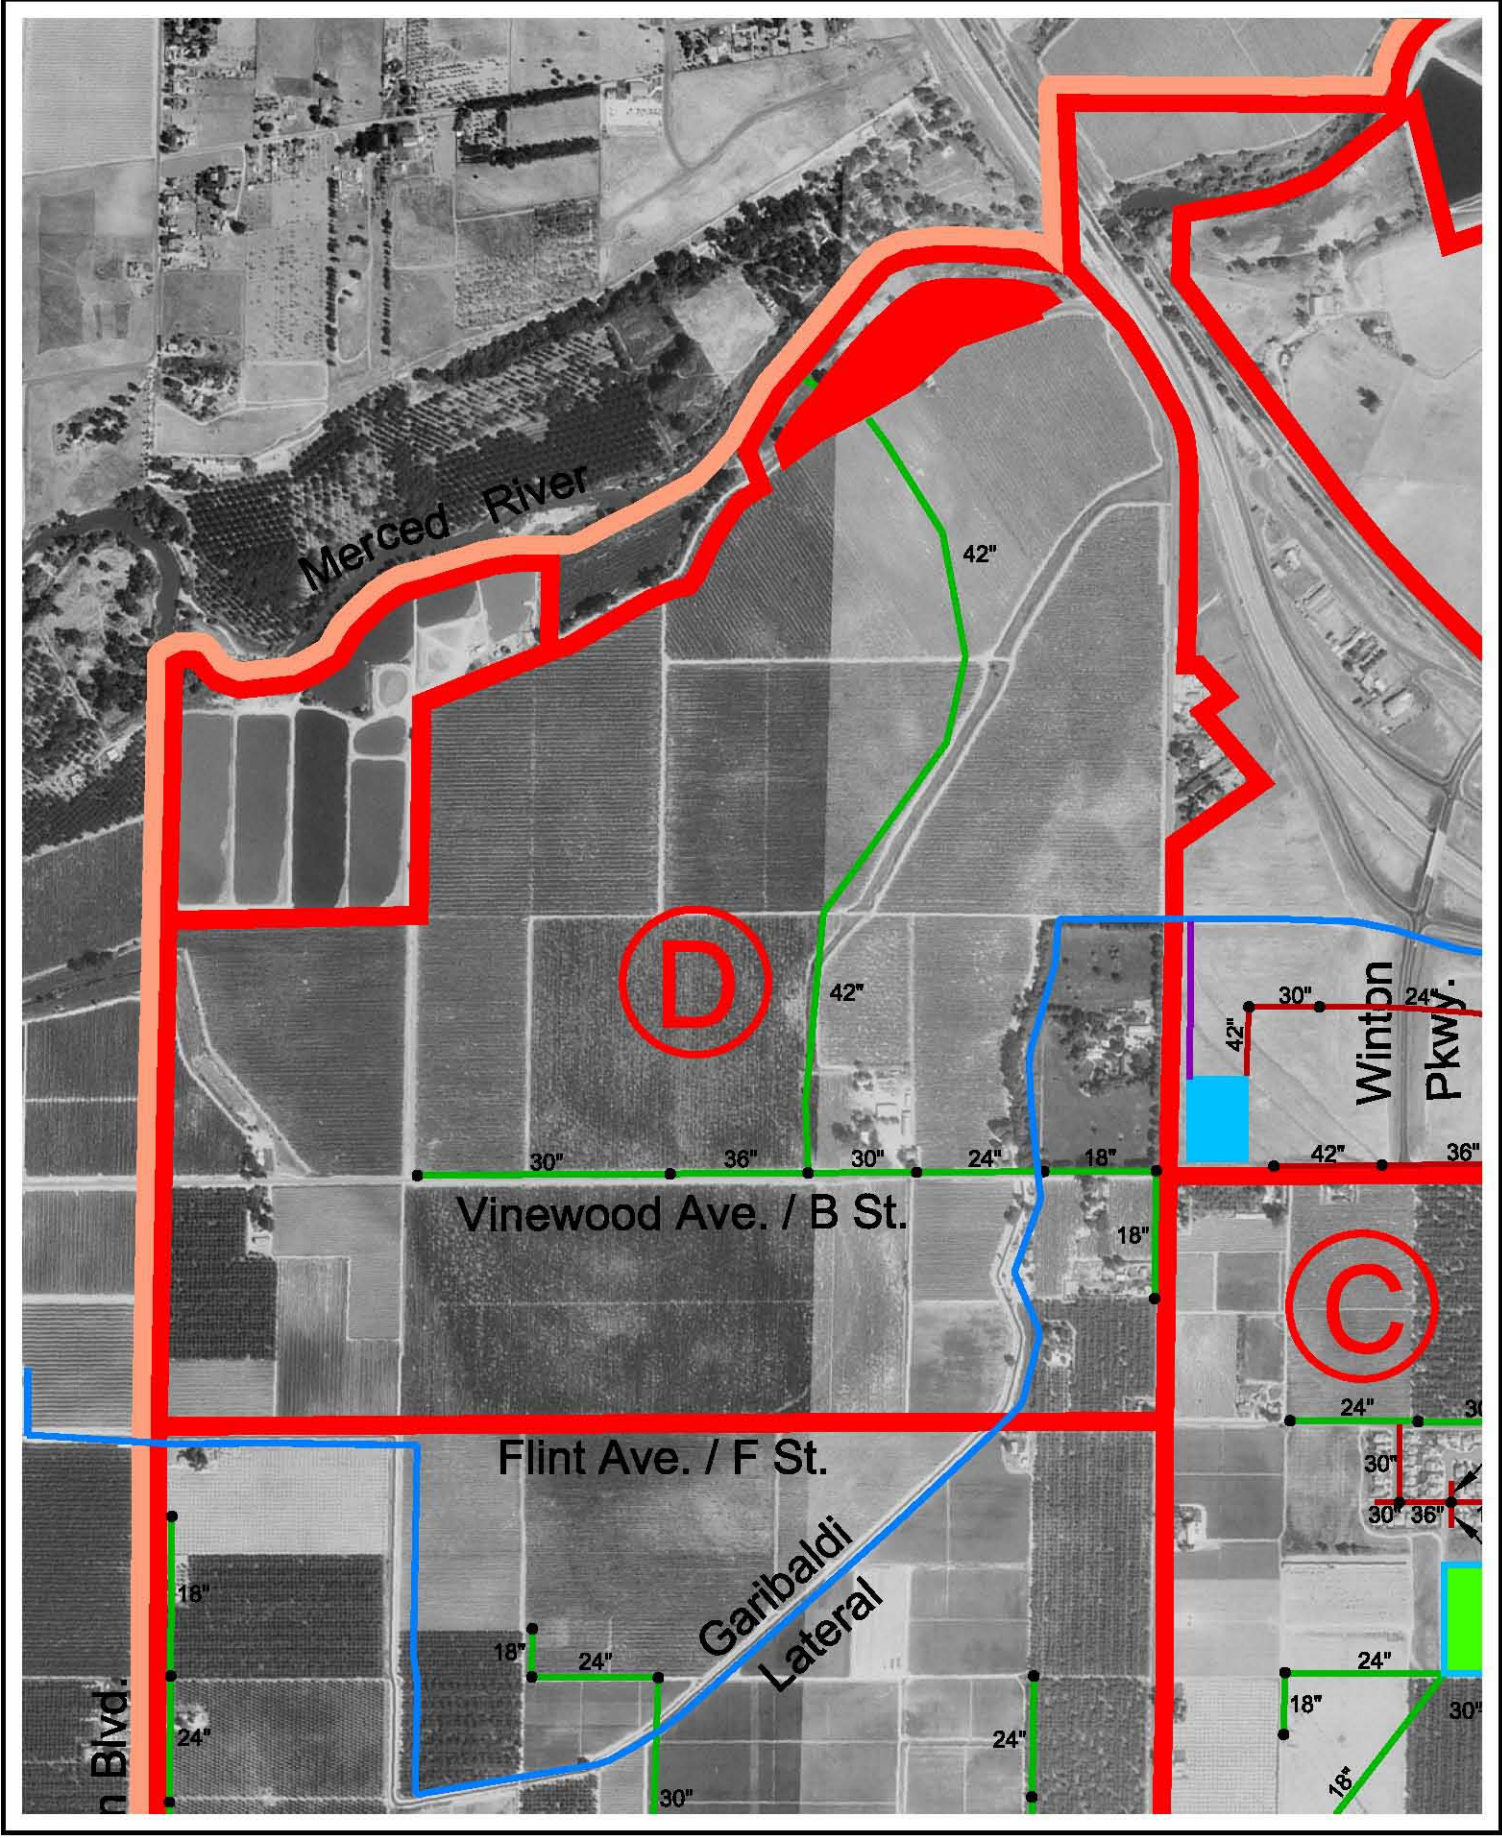 Merced River
42"
D
42"
30"
24"
42"
Winton
Pkwy.
30"
36"
30"
24"
18"
42"
36"
Vinewood Ave. / B St.
18"
C
24"
30
Flint Ave. / F St.
30"
30"
36"
18"
Garibaldi
Lateral
18"
24"
24"
18"
24"
24"
30"
n Blvd.
30"
18"